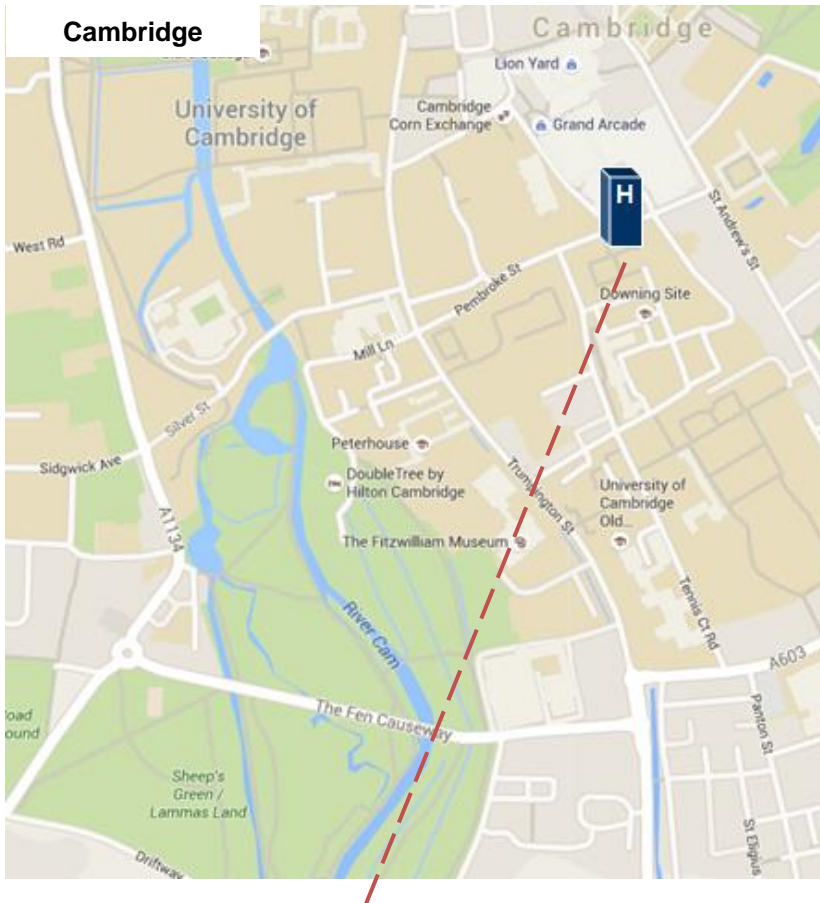 Cambridge
Cambridge
Lion Yard
University of
Cambridge
Cambridge
Corn Exchange
Grand Arcade
H
St Andrew's St
West Rd
Pembroke St
Downing Site
Mill Ln
Silver St
Peterhouse
Sidgwick Ave
DoubleTree by
Hilton Cambridge
Trumpington St
University of
Cambridge
Old...
A1134
The Fitzwilliam Museum
Tennis Ct Rd
River Cam
A603
The Fen Causeway
Panton St
Sheep's
Green /
Lammas Land
St Eligius
Driftway